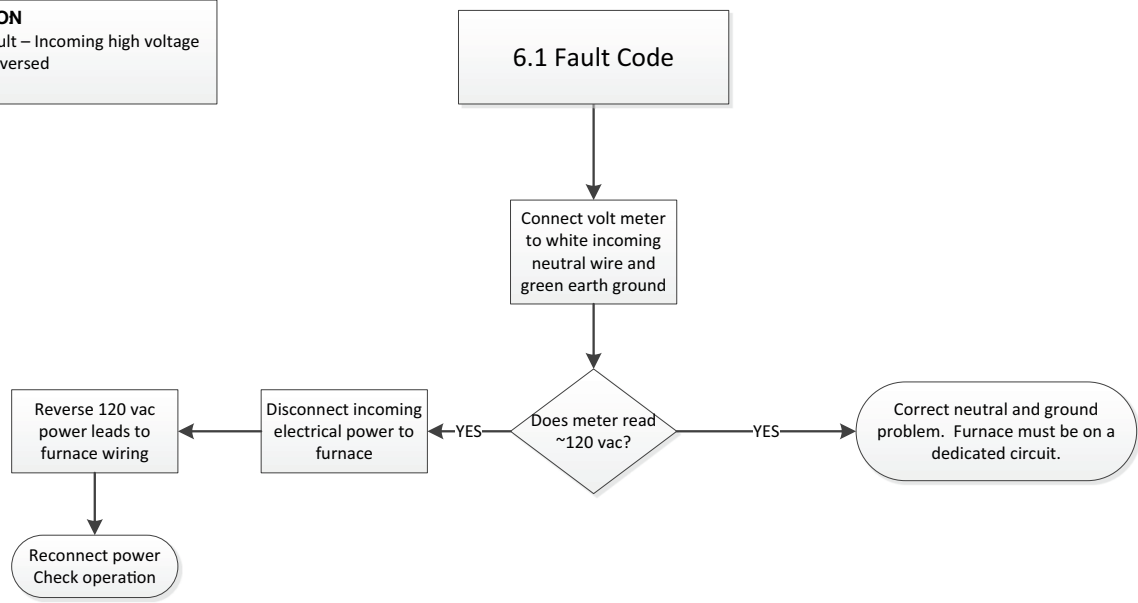 ON
ult – Incoming high voltage
versed
6.1 Fault Code
Connect volt meter
to white incoming
neutral wire and
green earth ground
Does meter read
~120 vac?
YES
YES
Disconnect incoming
electrical power to
furnace
Reverse 120 vac
power leads to
furnace wiring
Reconnect power
Check operation
Correct neutral and ground
problem. Furnace must be on a
dedicated circuit.